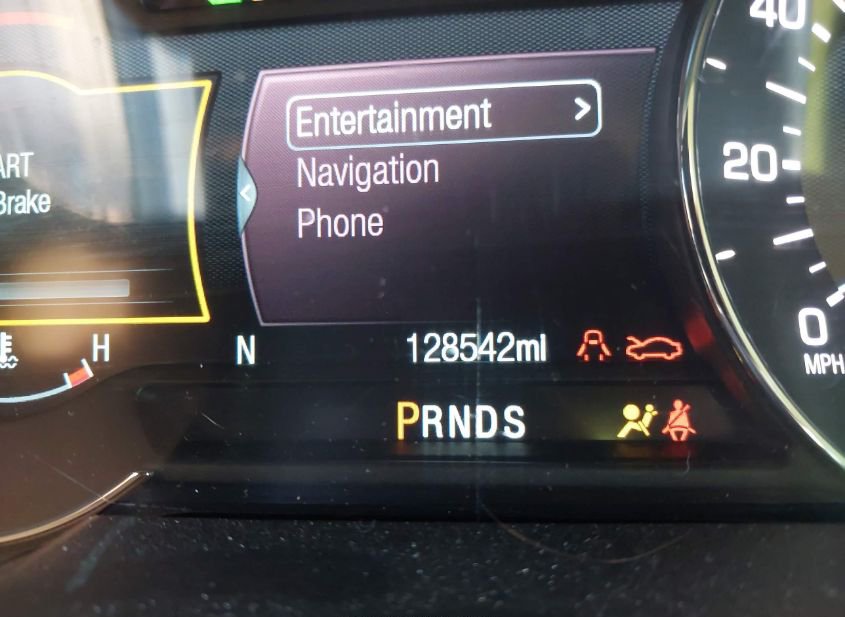 40
Entertainment >
20
ART
Navigation
Brake
Phone
0
H
N
128542mi
MPH
PRNDS